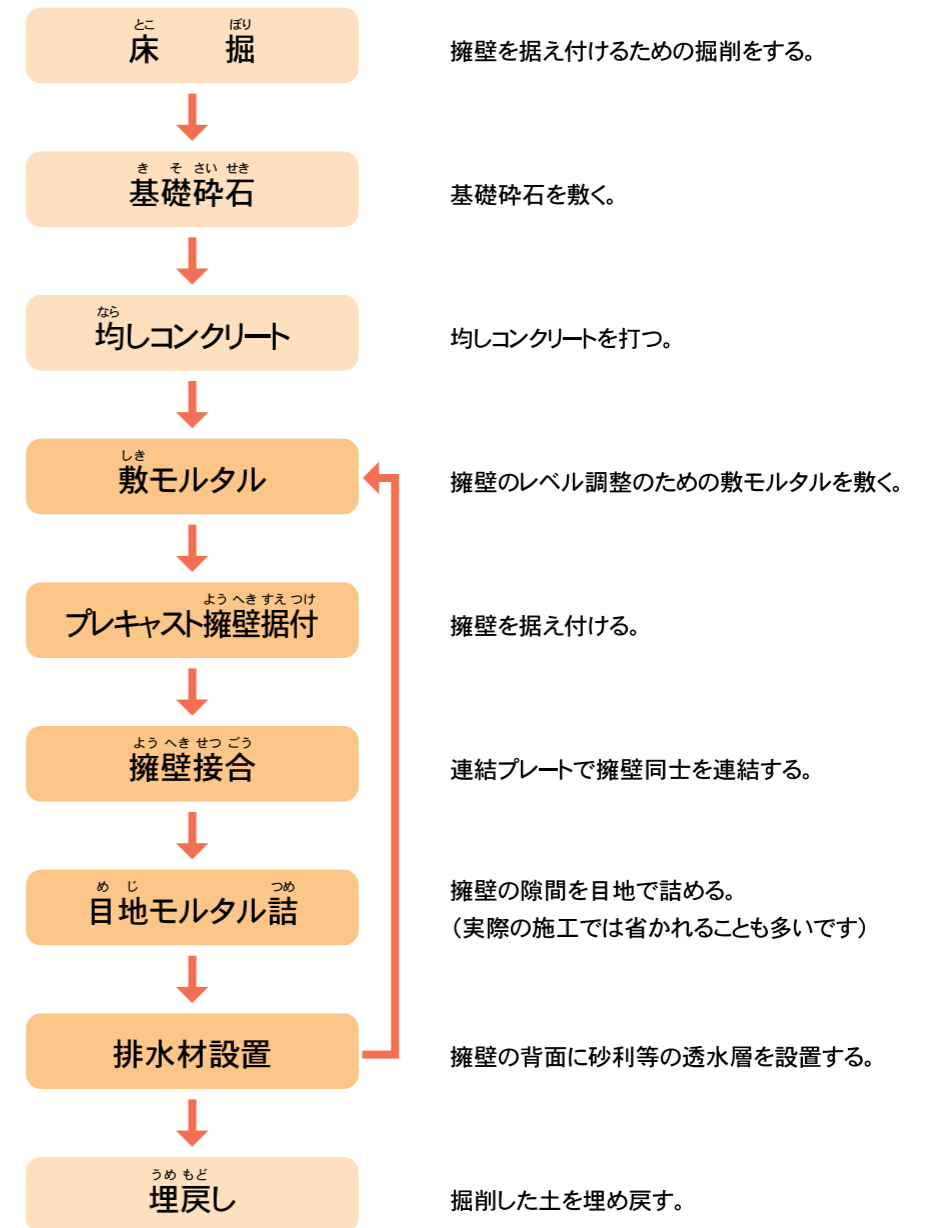 とこ ぼり
床 掘
擁壁を据え付けるための掘削をする。
き そ さい せき
基礎砕石
基礎砕石を敷く。
なら
均しコンクリート
均しコンクリートを打つ。
しき
敷モルタル
擁壁のレベル調整のための敷モルタルを敷く。
よう へき すえ つけ
プレキャスト擁壁据付
擁壁を据え付ける。
よう へき せつ ごう
擁壁接合
連結プレートで擁壁同士を連結する。
め じ つめ
目地モルタル詰
擁壁の隙間を目地で詰める。
（実際の施工では省かれることも多いです）
排水材設置
擁壁の背面に砂利等の透水層を設置する。
うめ もど
埋戻し
掘削した土を埋め戻す。